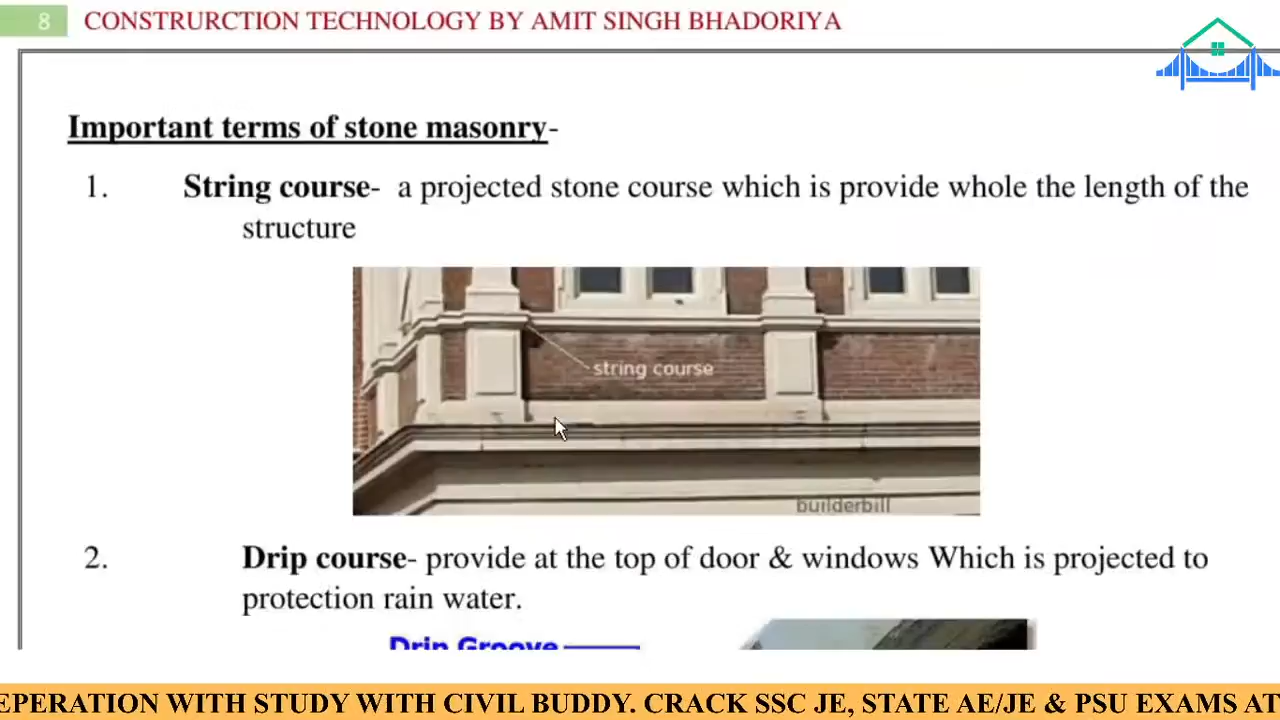 8 CONSTRURCTION TECHNOLOGY BY AMIT SINGH BHADORIYA
Important terms of stone masonry-
1. String course- a projected stone course which is provide whole the length of the
structure
string course
builderbill
2. Drip course- provide at the top of door & windows Which is projected to
protection rain water.
Drip Groove
EPERATION WITH STUDY WITH CIVIL BUDDY. CRACK SSC JE, STATE AE/JE & PSU EXAMS AT